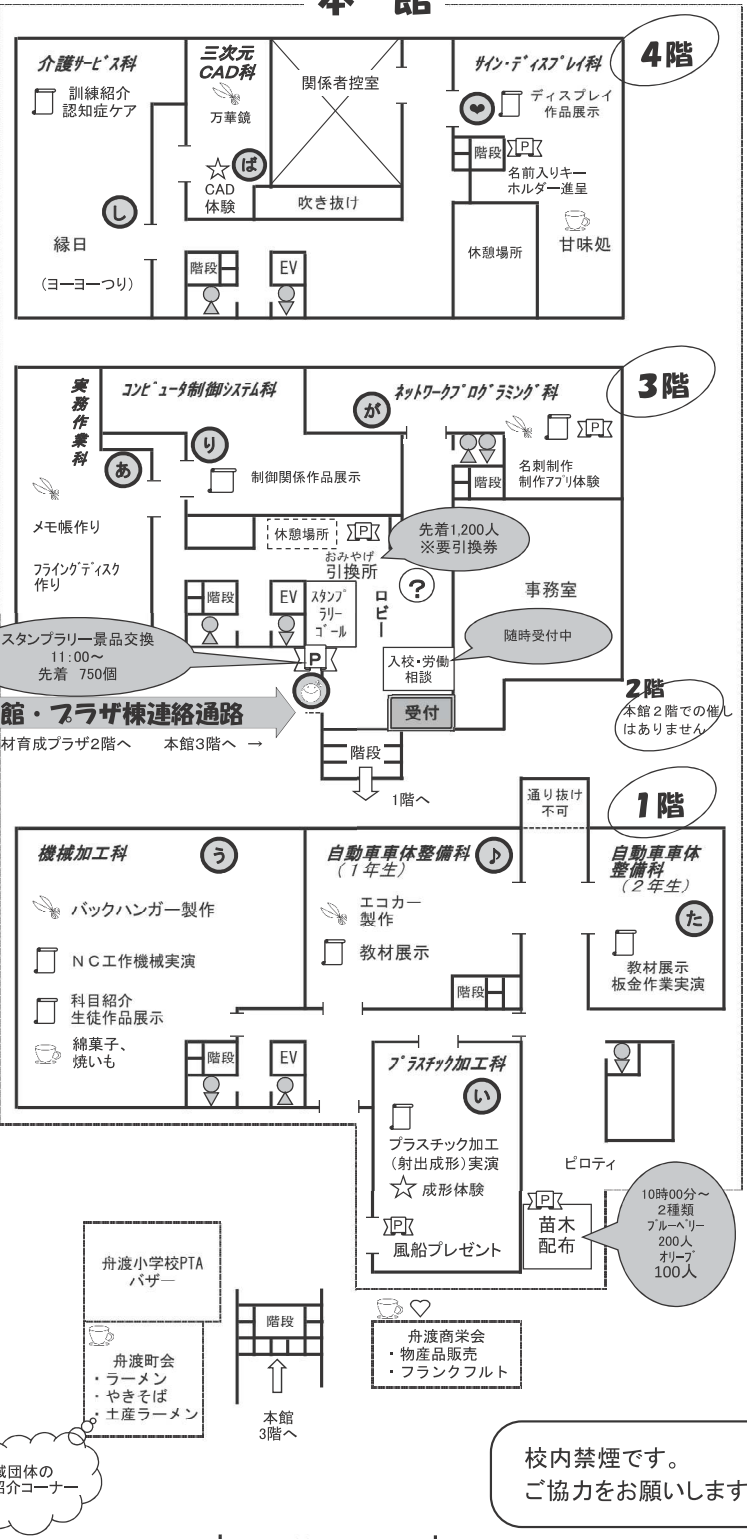 本 館
4階
介護サービス科
訓練紹介
認知症ケア
し
縁日
(ヨーヨーつり)
三次元
CAD科
万華鏡
ば
CAD
体験
関係者控室
吹き抜け
サイン・ディスプレイ科
❤
ディスプレイ
作品展示
階段
P
名前入りキー
ホルダー進呈
甘味処
休憩場所
階段
EV
3階
実務作業科
あ
メモ帳作り
フライングディスク
作り
コンピュータ制御システム科
り
制御関係作品展示
が
ネットワークプログラミング科
P
名刺制作
制作アプリ体験
階段
休憩場所
P
先着1,200人
※要引換券
おみやげ
引換所
?
ロビー
事務室
階段
EV
スタンプ
ラリー
ゴール
P
スタンプラリー景品交換
11:00~
先着 750個
入校・労働
相談
随時受付中
受付
館・プラザ棟連絡通路
材育成プラザ2階へ 本館3階へ →
2階
本館2階での催し
はありません
階段
1階へ
1階
通り抜け
不可
機械加工科
う
バックハンガー製作
NC工作機械実演
科目紹介
生徒作品展示
綿菓子、
焼いも
階段
EV
自動車車体整備科
(1年生)
♪
エコカー
製作
教材展示
階段
自動車車体
整備科
(2年生)
た
教材展示
板金作業実演
プラスチック加工科
い
プラスチック加工
(射出成形)実演
成形体験
P
風船プレゼント
ピロティ
P
苗木
配布
10時00分~
2種類
ブルーベリー
200人
オリーブ
100人
舟渡小学校PTA
バザー
舟渡町会
・ラーメン
・やきそば
・土産ラーメン
階段
本館
3階へ
舟渡商栄会
・物産品販売
・フランクフルト
団体の
紹介コーナー
校内禁煙です。
ご協力をお願いします